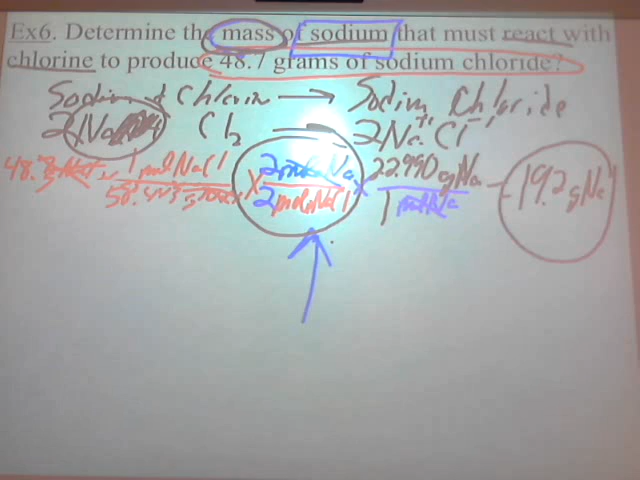 Ex6. Determine the mass of sodium that must react with
chlorine to produce 48.7 grams of sodium chloride?
Sodium + Chlorin → Sodium Chloride
2Na Cl2 → 2Na+ Cl-1
48.7 g NaCl x 1 mol NaCl x 2 mol Na x 22.990 g Na = 19.2 g Na
58.443 g NaCl 2 mol NaCl 1 mol Na